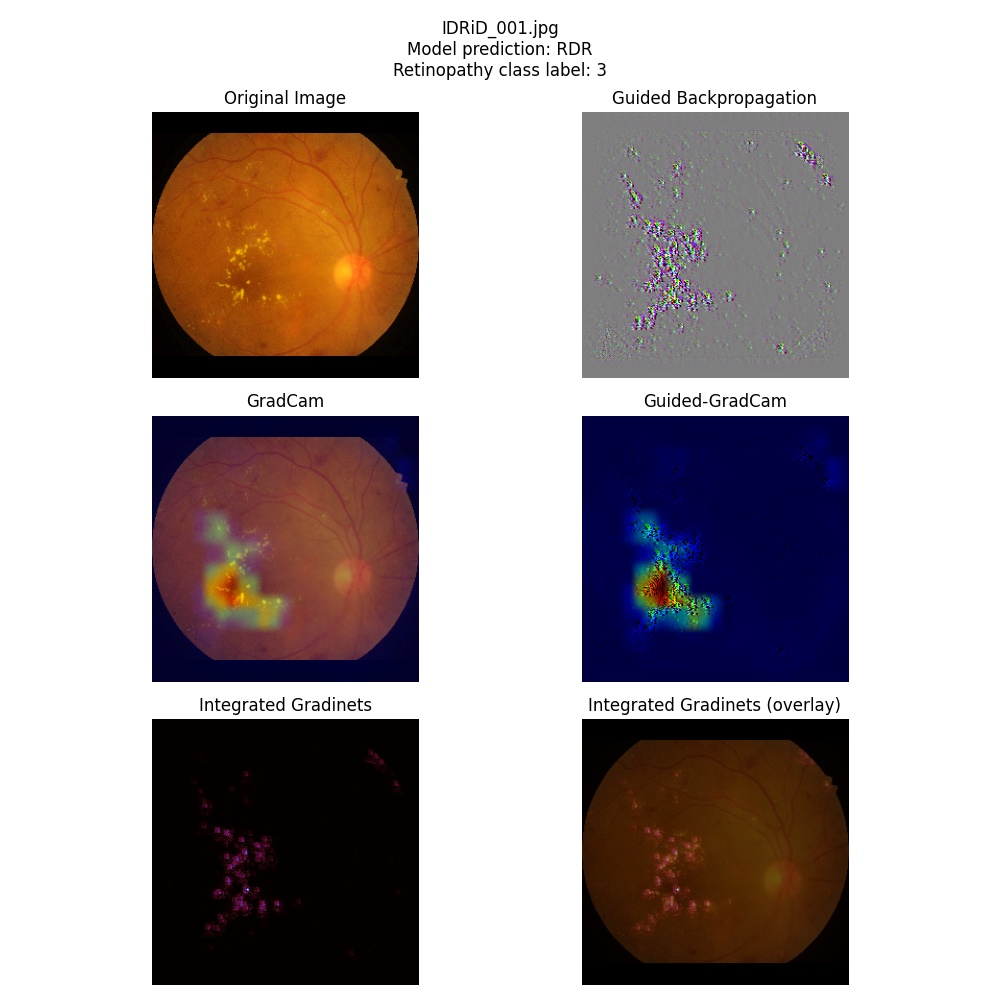 IDRiD_001.jpg
Model prediction: RDR
Retinopathy class label: 3
Original Image
Guided Backpropagation
GradCam
Guided-GradCam
Integrated Gradinets
Integrated Gradinets (overlay)